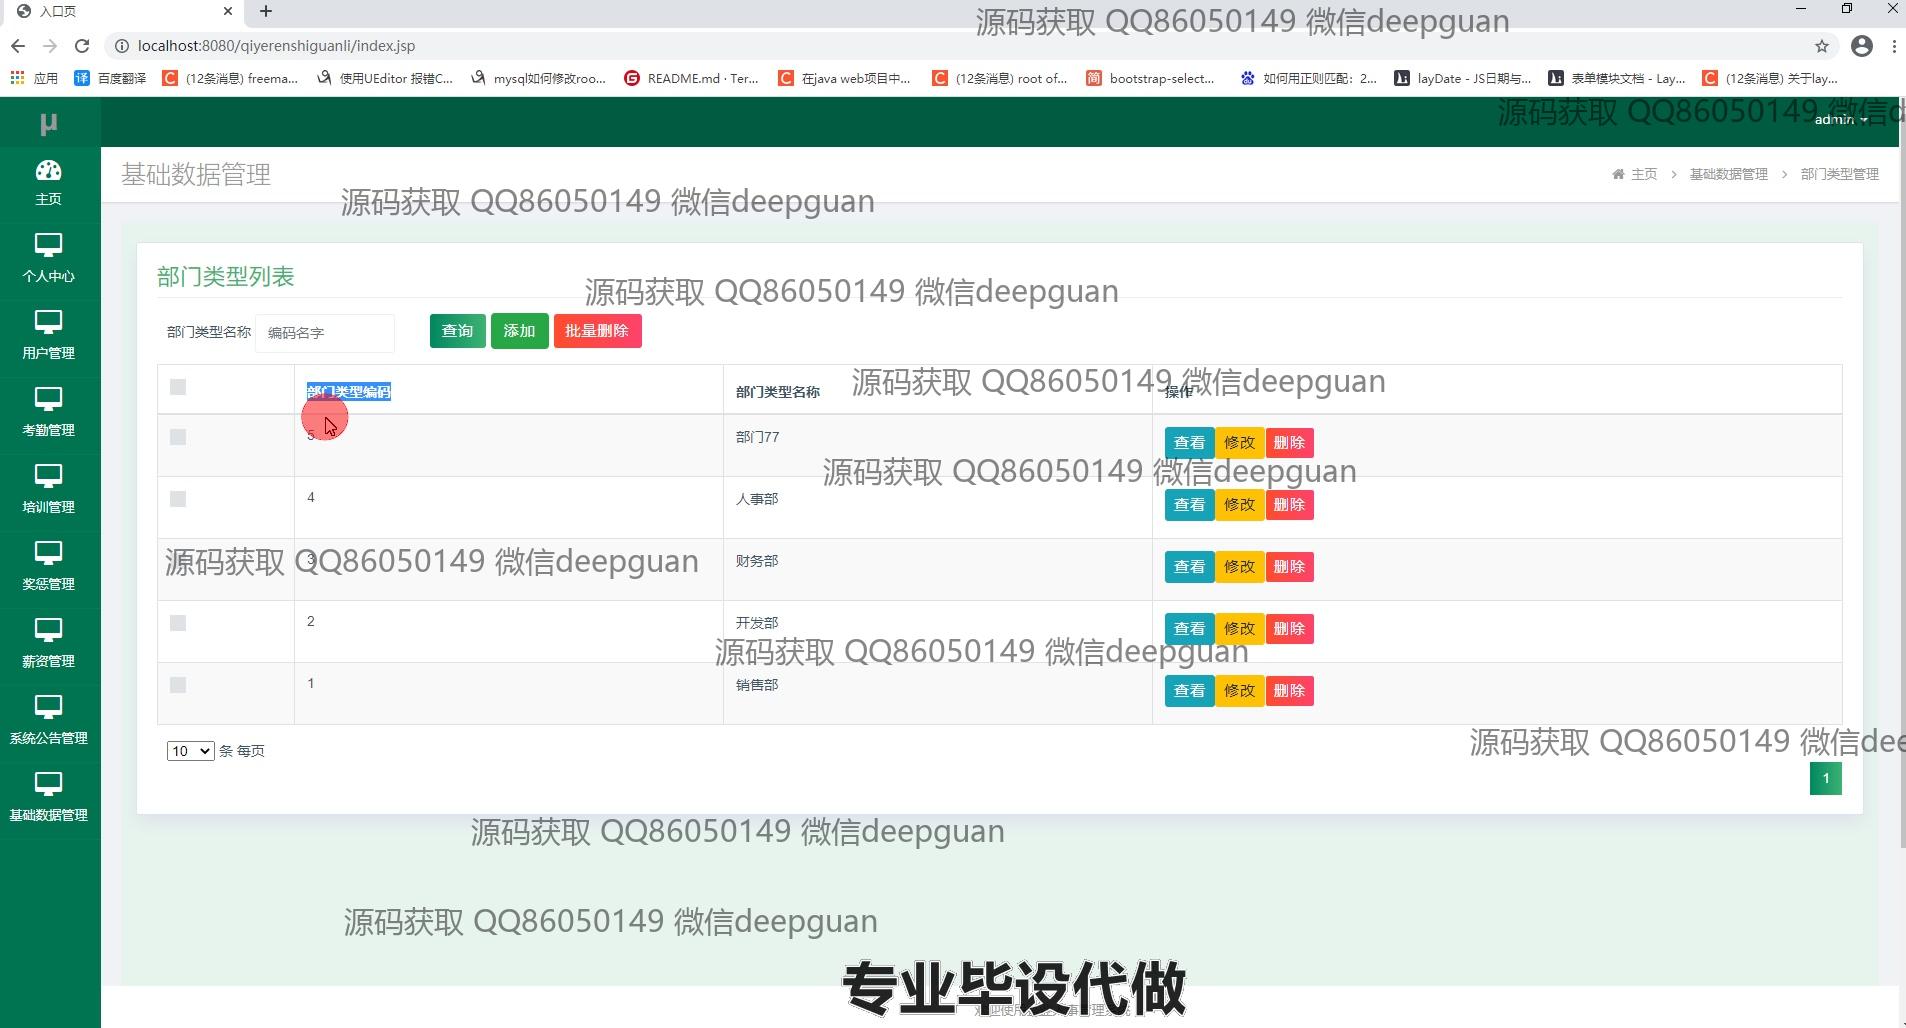 入口页
源码获取 QQ86050149 微信deepguan
localhost:8080/qiyerenshiguanli/index.jsp
应用
译 百度翻译
C (12条消息) freema...
使用UEditor 报错C...
mysql如何修改roo...
G README.md · Ter...
C 在java web项目中...
C (12条消息) root of...
简 bootstrap-select...
如何用正则匹配：2...
layDate - JS日期与...
表单模块文档 - Lay...
C (12条消息) 关于lay...
μ
源码获取 QQ86050149 微信d
admin
主页
个人中心
用户管理
考勤管理
培训管理
奖惩管理
薪资管理
系统公告管理
基础数据管理
基础数据管理
主页 > 基础数据管理 > 部门类型管理
源码获取 QQ86050149 微信deepguan
部门类型列表
源码获取 QQ86050149 微信deepguan
部门类型名称 编码名字 查询 添加 批量删除
部门类型编码 部门类型名称 操作
源码获取 QQ86050149 微信deepguan
5 部门77 查看 修改 删除
源码获取 QQ86050149 微信deepguan
4 人事部 查看 修改 删除
3 财务部 查看 修改 删除
源码获取 QQ86050149 微信deepguan
2 开发部 查看 修改 删除
源码获取 QQ86050149 微信deepguan
1 销售部 查看 修改 删除
10 条 每页
源码获取 QQ86050149 微信dee
1
源码获取 QQ86050149 微信deepguan
源码获取 QQ86050149 微信deepguan
专业毕设代做